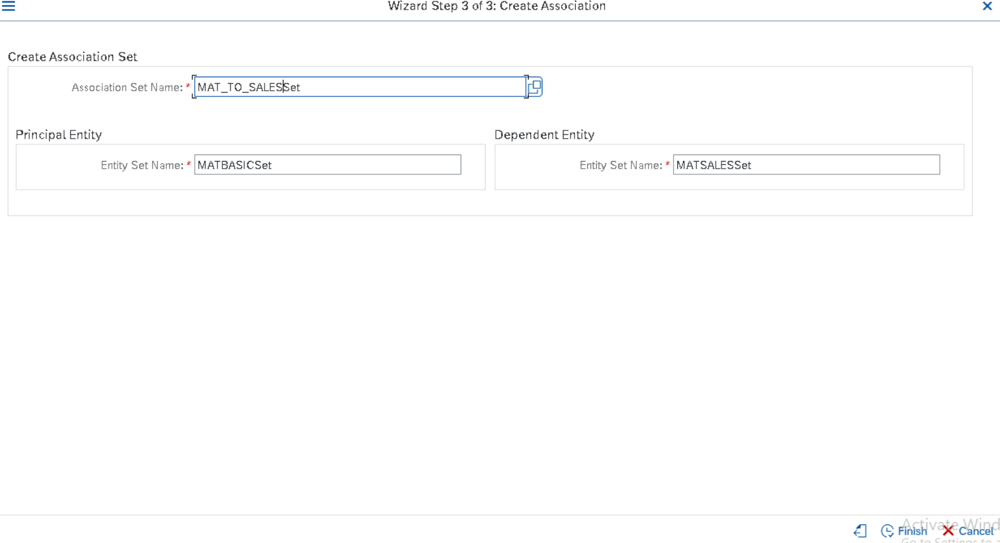 Wizard Step 3 of 3: Create Association
Create Association Set
Association Set Name: * MAT_TO_SALESSet
Principal Entity
Dependent Entity
Entity Set Name: * MATBASICSet
Entity Set Name: * MATSALESSet
Activate Wind
Finish
Cancel
Go to Settings to a